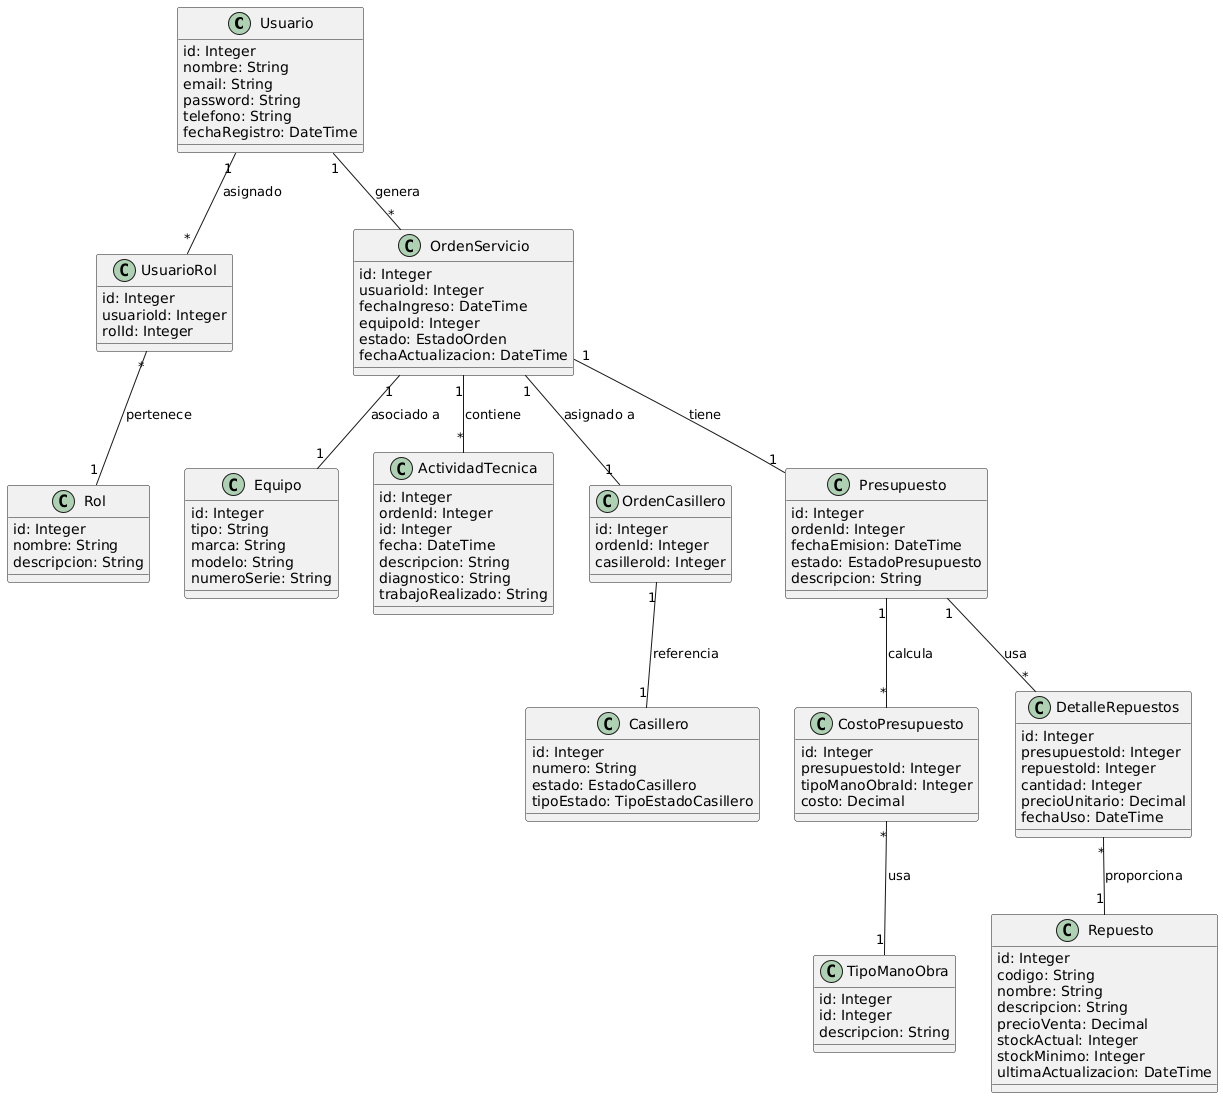 C Usuario
id: Integer
nombre: String
email: String
password: String
telefono: String
fechaRegistro: DateTime
1
asignado
*
1
genera
*
C UsuarioRol
id: Integer
usuarioId: Integer
rolId: Integer
C OrdenServicio
id: Integer
usuarioId: Integer
fechaIngreso: DateTime
equipoId: Integer
estado: EstadoOrden
fechaActualizacion: DateTime
*
pertenece
1
1
asociado a
1
1
contiene
*
1
asignado a
1
1
tiene
1
C Rol
id: Integer
nombre: String
descripcion: String
C Equipo
id: Integer
tipo: String
marca: String
modelo: String
numeroSerie: String
C ActividadTecnica
id: Integer
ordenId: Integer
id: Integer
fecha: DateTime
descripcion: String
diagnostico: String
trabajoRealizado: String
C OrdenCasillero
id: Integer
ordenId: Integer
casilleroId: Integer
C Presupuesto
id: Integer
ordenId: Integer
fechaEmision: DateTime
estado: EstadoPresupuesto
descripcion: String
1
referencia
1
1
calcula
*
1
usa
*
C Casillero
id: Integer
numero: String
estado: EstadoCasillero
tipoEstado: TipoEstadoCasillero
C CostoPresupuesto
id: Integer
presupuestoId: Integer
tipoManoObraId: Integer
costo: Decimal
C DetalleRepuestos
id: Integer
presupuestoId: Integer
repuestoId: Integer
cantidad: Integer
precioUnitario: Decimal
fechaUso: DateTime
*
usa
1
*
proporciona
1
C TipoManoObra
id: Integer
id: Integer
descripcion: String
C Repuesto
id: Integer
codigo: String
nombre: String
descripcion: String
precioVenta: Decimal
stockActual: Integer
stockMinimo: Integer
ultimaActualizacion: DateTime